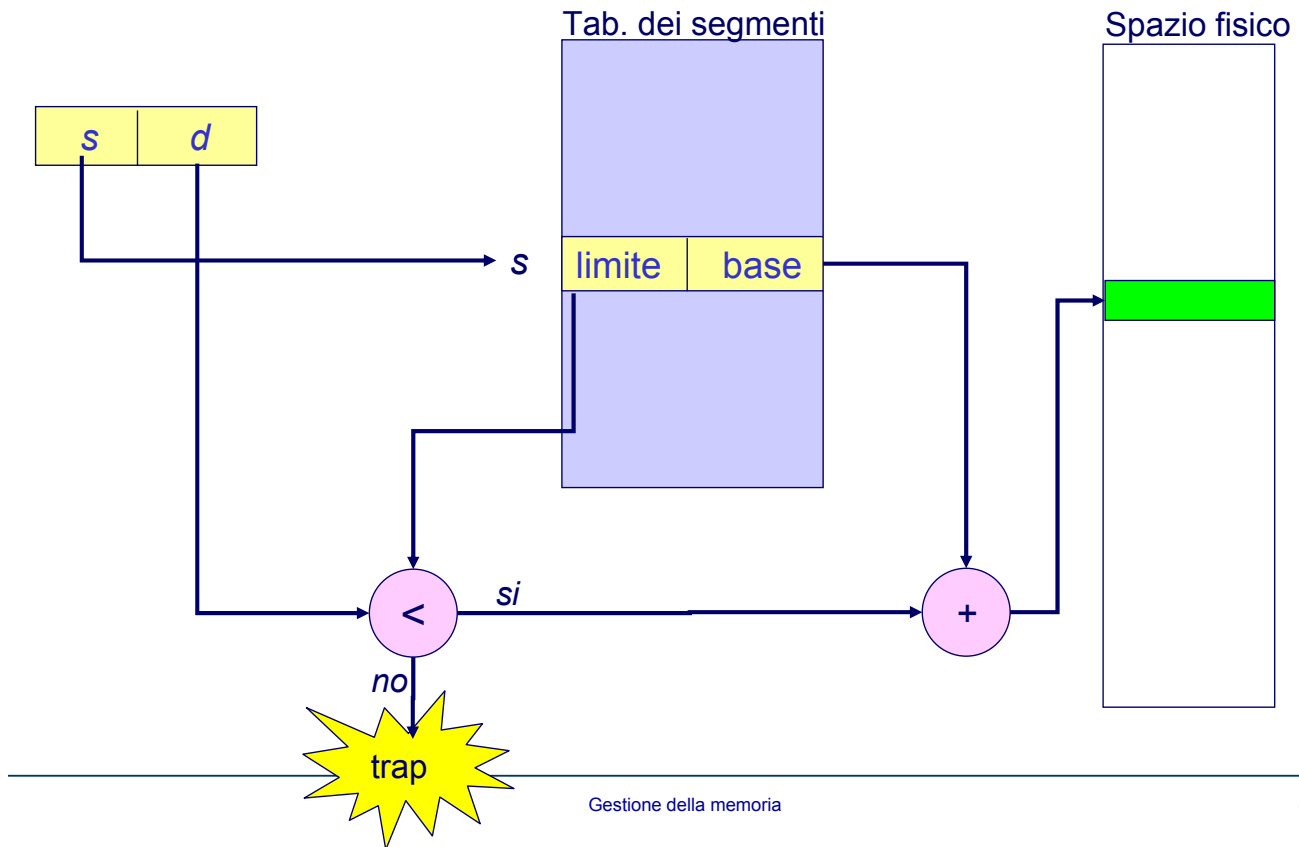 Tab. dei segmenti
Spazio fisico
s d
s limite base
< si +
no
trap
Gestione della memoria